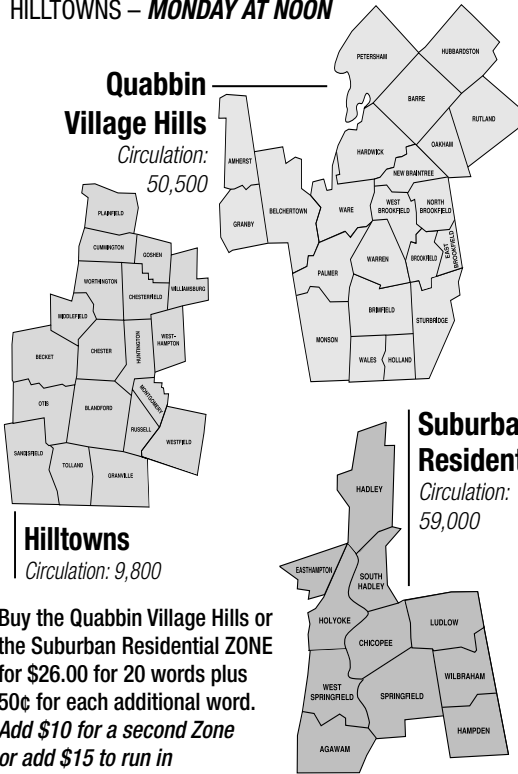 HILLTOWNS – MONDAY AT NOON
Quabbin
Village Hills
Circulation:
50,500
PETERSHAM
HUBBARDSTON
BARRE
RUTLAND
OAKHAM
HARDWICK
NEW BRAINTREE
AMHERST
BELCHERTOWN
GRANBY
WARE
WEST
BROOKFIELD
NORTH
BROOKFIELD
EAST
BROOKFIELD
BROOKFIELD
WARREN
PALMER
BRIMFIELD
STURBRIDGE
MONSON
WALES
HOLLAND
PLAINFIELD
CUMMINGTON
GOSHEN
WORTHINGTON
CHESTERFIELD
WILLIAMSBURG
MIDDLEFIELD
WEST-
HAMPTON
HUNTINGTON
CHESTER
BECKET
MONTGOMERY
OTIS
BLANDFORD
RUSSELL
WESTFIELD
SANDISFIELD
TOLLAND
GRANVILLE
Hilltowns
Circulation: 9,800
Suburba
Resident
Circulation:
59,000
HADLEY
EASTHAMPTON
SOUTH
HADLEY
HOLYOKE
LUDLOW
CHICOPEE
WILBRAHAM
WEST
SPRINGFIELD
SPRINGFIELD
HAMPDEN
AGAWAM
Buy the Quabbin Village Hills or
the Suburban Residential ZONE
for $26.00 for 20 words plus
50¢ for each additional word.
Add $10 for a second Zone
or add $15 to run in